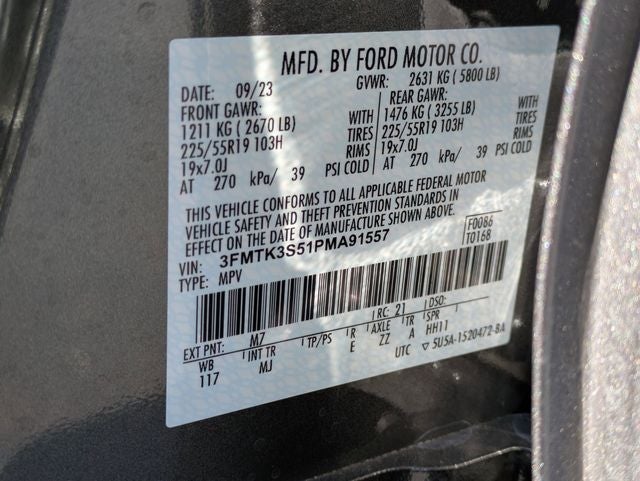 MFD. BY FORD MOTOR CO.
DATE: 09/23 GVWR: 2631 KG (5800 LB)
FRONT GAWR: REAR GAWR:
1211 KG (2670 LB) WITH 1476 KG (3255 LB) WITH
225/55R19 103H TIRES 225/55R19 103H TIRES
19x7.0J RIMS 19x7.0J RIMS
AT 270 kPa/ 39 PSI COLD AT 270 kPa/ 39 PSI COLD
THIS VEHICLE CONFORMS TO ALL APPLICABLE FEDERAL MOTOR
VEHICLE SAFETY AND THEFT PREVENTION STANDARDS IN
EFFECT ON THE DATE OF MANUFACTURE SHOWN ABOVE.
F0086
T0168
VIN: 3FMTK3S51PMA91557
TYPE: MPV
EXT PNT: M7 RC: 21 DSO:
WB INT TR TP/PS R AXLE TR SPR
117 MJ E ZZ A HH11
UTC ▽ 5U5A-1520472-BA